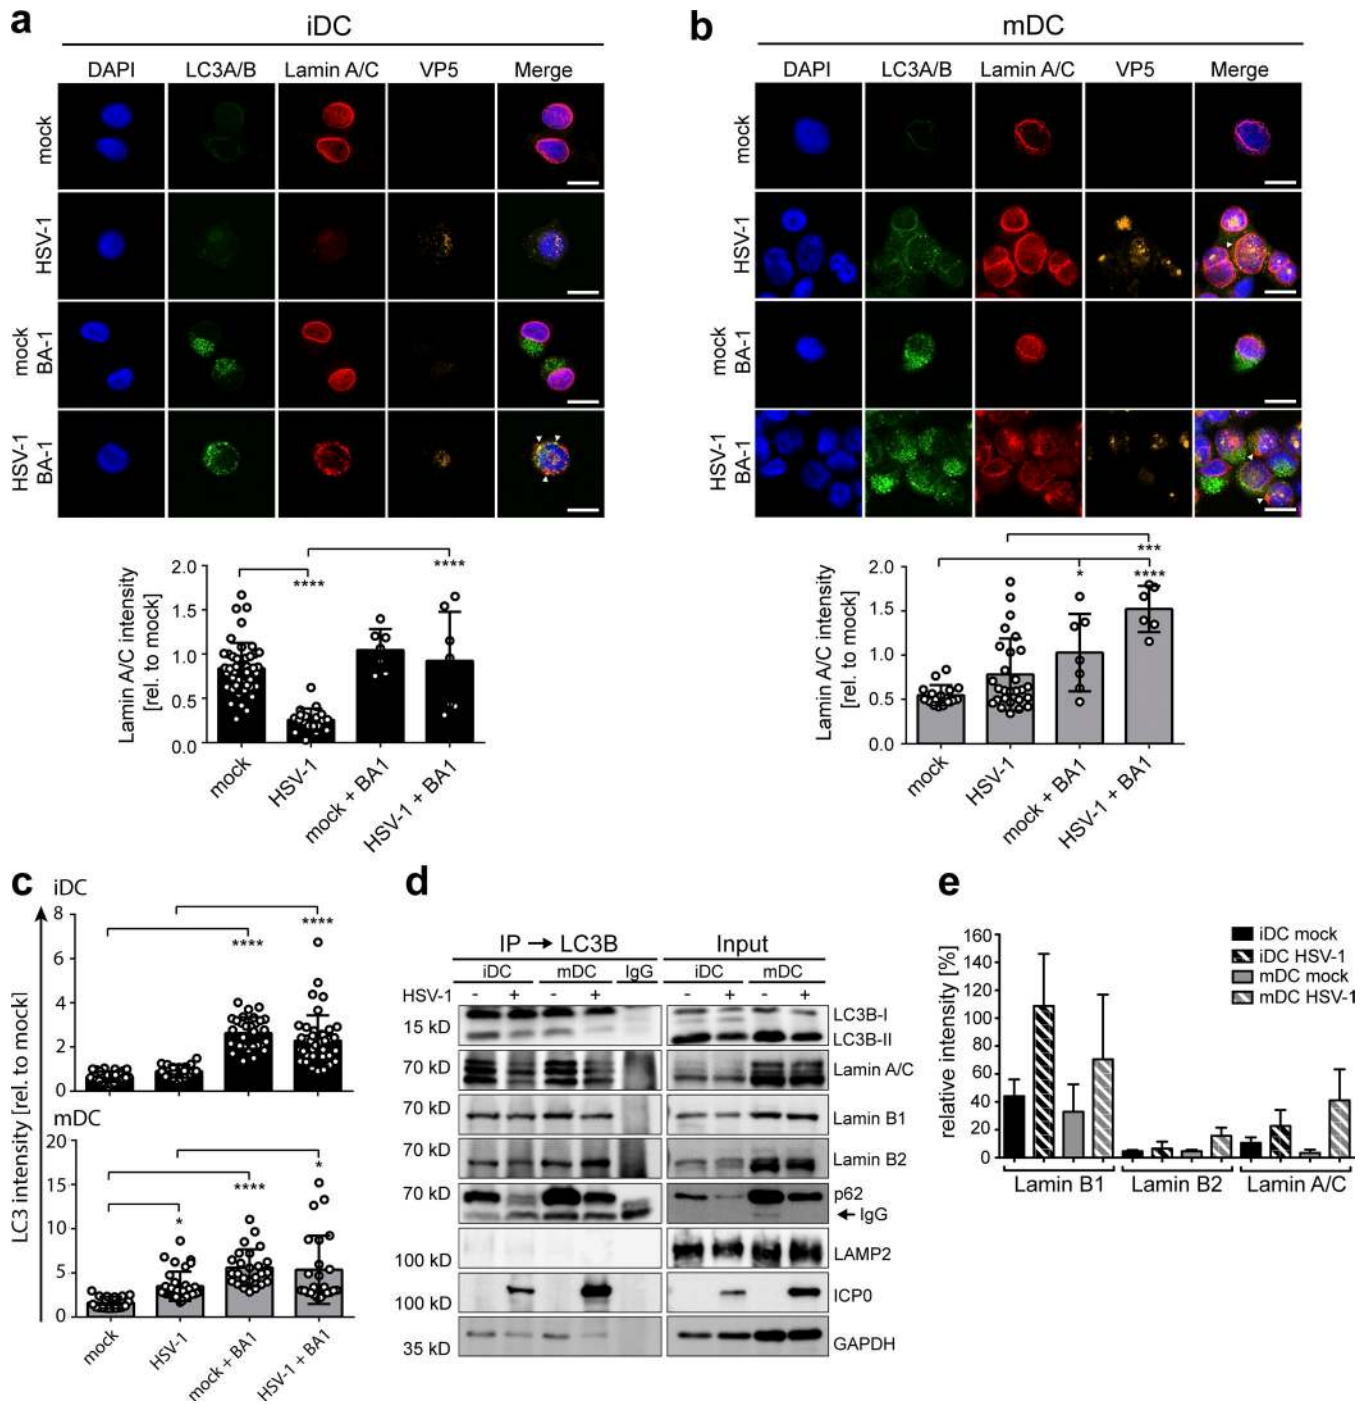 a
iDC
DAPI LC3A/B Lamin A/C VP5 Merge
mock
HSV-1
mock BA-1
HSV-1 BA-1
Lamin A/C intensity [rel. to mock]
2.0
1.5
1.0
0.5
0.0
**** ****
mock HSV-1 mock + BA1 HSV-1 + BA1
b
mDC
DAPI LC3A/B Lamin A/C VP5 Merge
mock
HSV-1
mock BA-1
HSV-1 BA-1
Lamin A/C intensity [rel. to mock]
2.0
1.5
1.0
0.5
0.0
***
* ****
mock HSV-1 mock + BA1 HSV-1 + BA1
c
iDC
LC3 intensity [rel. to mock]
8
6
4
2
0
**** ****
mDC
20
15
10
5
0
* **** *
mock HSV-1 mock + BA1 HSV-1 + BA1
d
IP → LC3B Input
iDC mDC IgG iDC mDC
HSV-1 - + - + - + - +
15 kD LC3B-I
LC3B-II
70 kD Lamin A/C
70 kD Lamin B1
70 kD Lamin B2
70 kD p62
← IgG
100 kD LAMP2
100 kD ICP0
35 kD GAPDH
e
relative intensity [%]
160
140
120
100
80
60
40
20
0
iDC mock
iDC HSV-1
mDC mock
mDC HSV-1
Lamin B1 Lamin B2 Lamin A/C